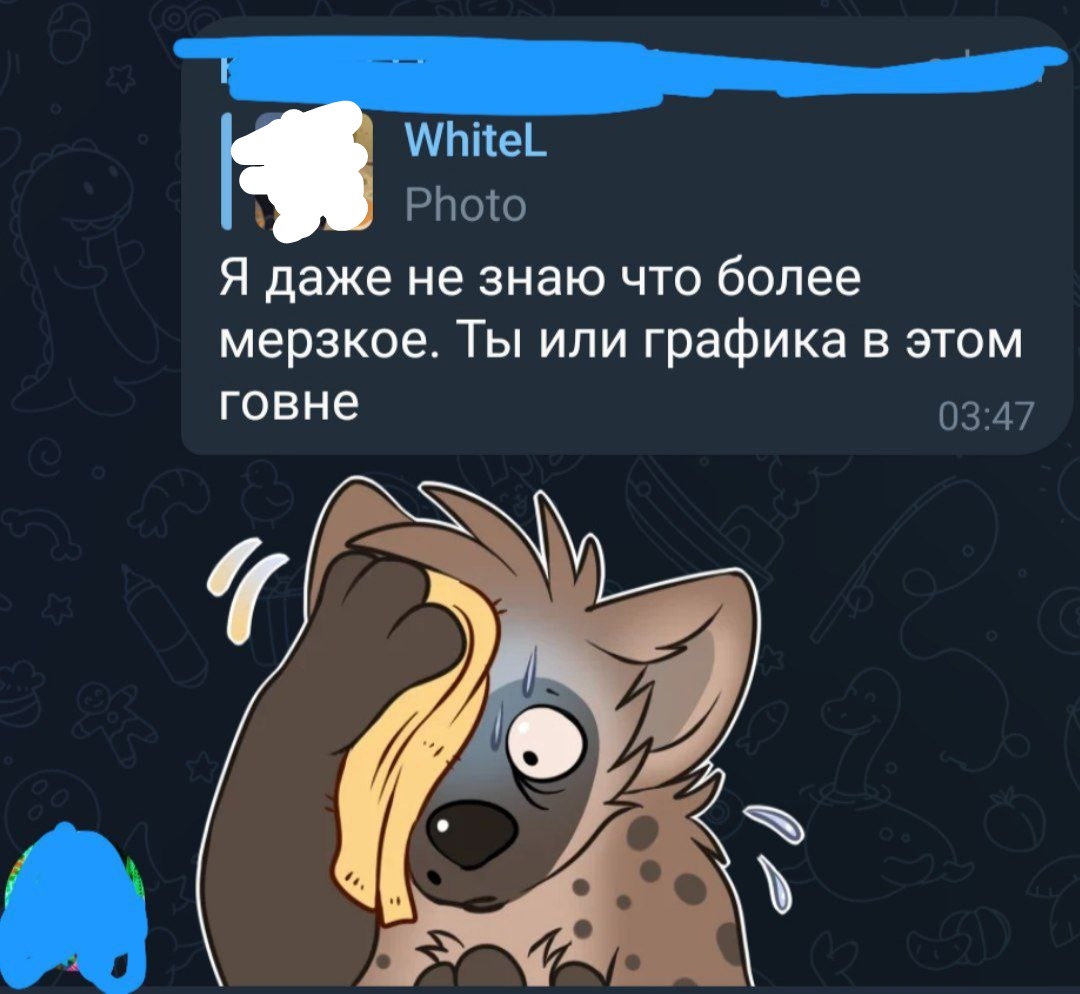 WhiteL
Photo
Я даже не знаю что более
мерзкое. Ты или графика в этом
говне
03:47